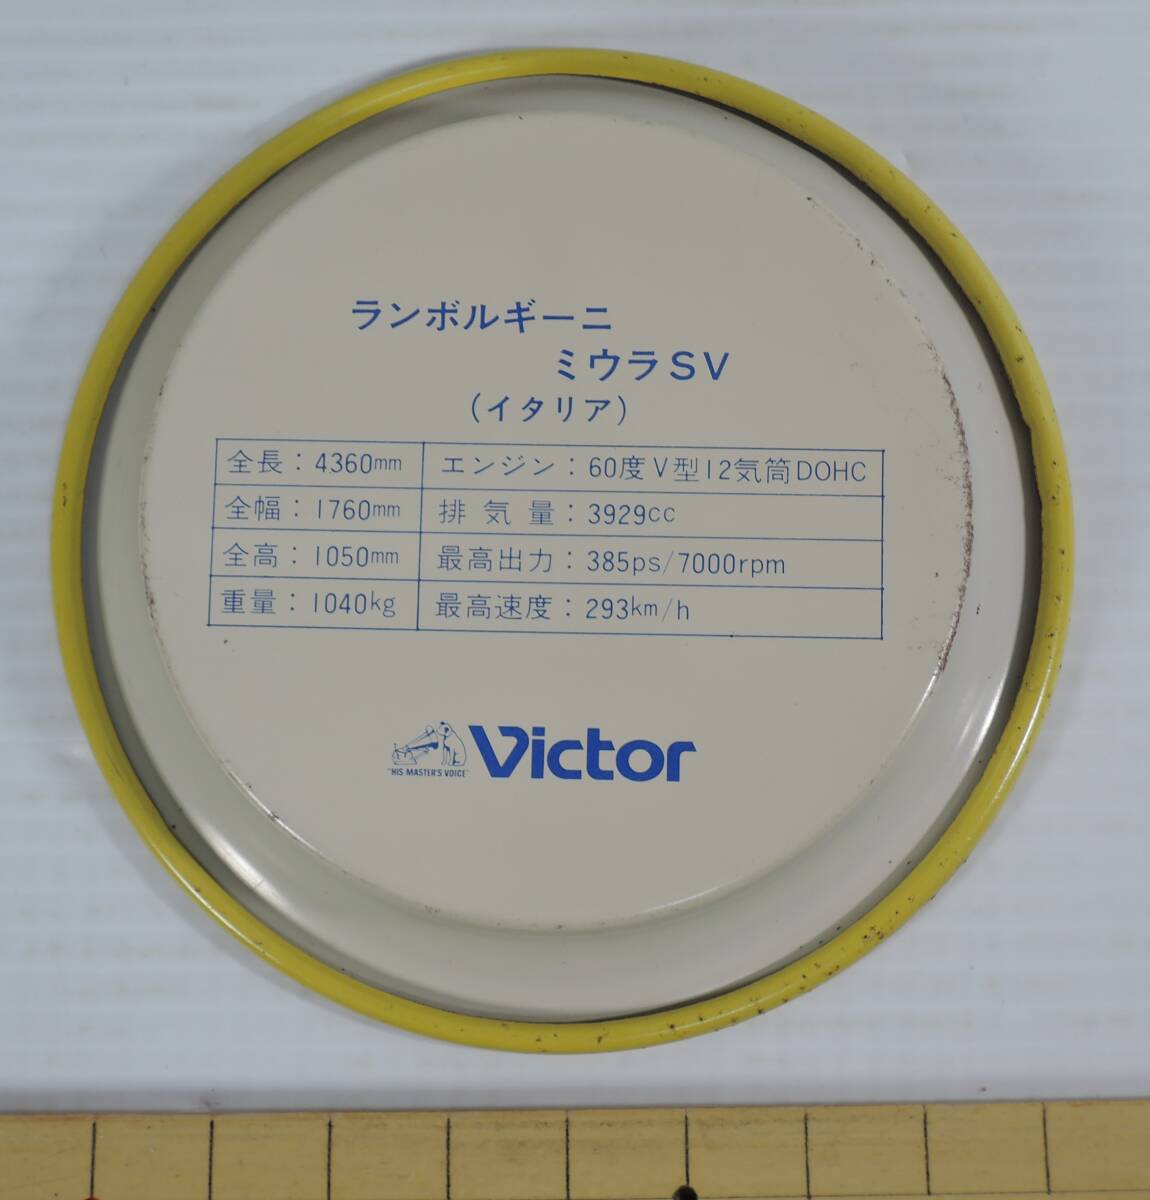 ランボルギーニ
ミウラSV
(イタリア)
全長:4360mm エンジン:60度V型12気筒DOHC
全幅:1760mm 排気量:3929cc
全高:1050mm 最高出力:385ps/7000rpm
重量:1040kg 最高速度:293km/h
"HIS MASTER'S VOICE" Victor